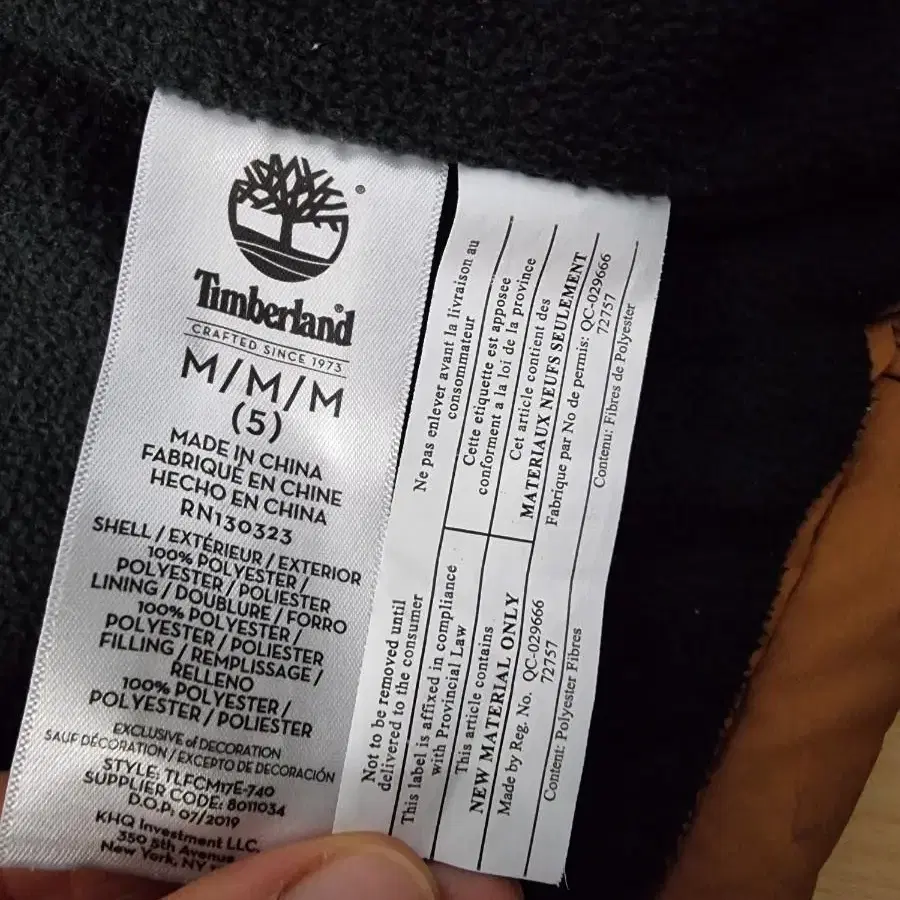 Timberland®
CRAFTED SINCE 1973
M/M/M
(5)
MADE IN CHINA
FABRIQUÉ EN CHINE
HECHO EN CHINA
RN130323
SHELL / EXTÉRIEUR / EXTERIOR
100% POLYESTER /
POLYESTER / POLIESTER
LINING / DOUBLURE / FORRO
100% POLYESTER /
POLYESTER / POLIESTER
FILLING / REMPLISSAGE /
RELLENO
100% POLYESTER /
POLYESTER / POLIESTER
EXCLUSIVE of DECORATION
SAUF DÉCORATION / EXCEPTO DE DECORACIÓN
STYLE: TLFCM17E-740
SUPPLIER CODE: 8011034
D.O.P: 07/2019
KHQ Investment LLC.
350 5th Avenue
New York, NY
Not to be removed until
delivered to the consumer
This label is affixed in compliance
with Provincial Law
This article contains
NEW MATERIAL ONLY
Made by Reg. No. QC-029666
72757
Content: Polyester Fibres
Ne pas enlever avant la livraison au
consommateur
Cette etiquette est apposee
conforment a la loi de la province
Cet article contient des
MATERIAUX NEUFS SEULEMENT
Fabrique par No de permis: QC-029666
72757
Contenu: Fibres de Polyester